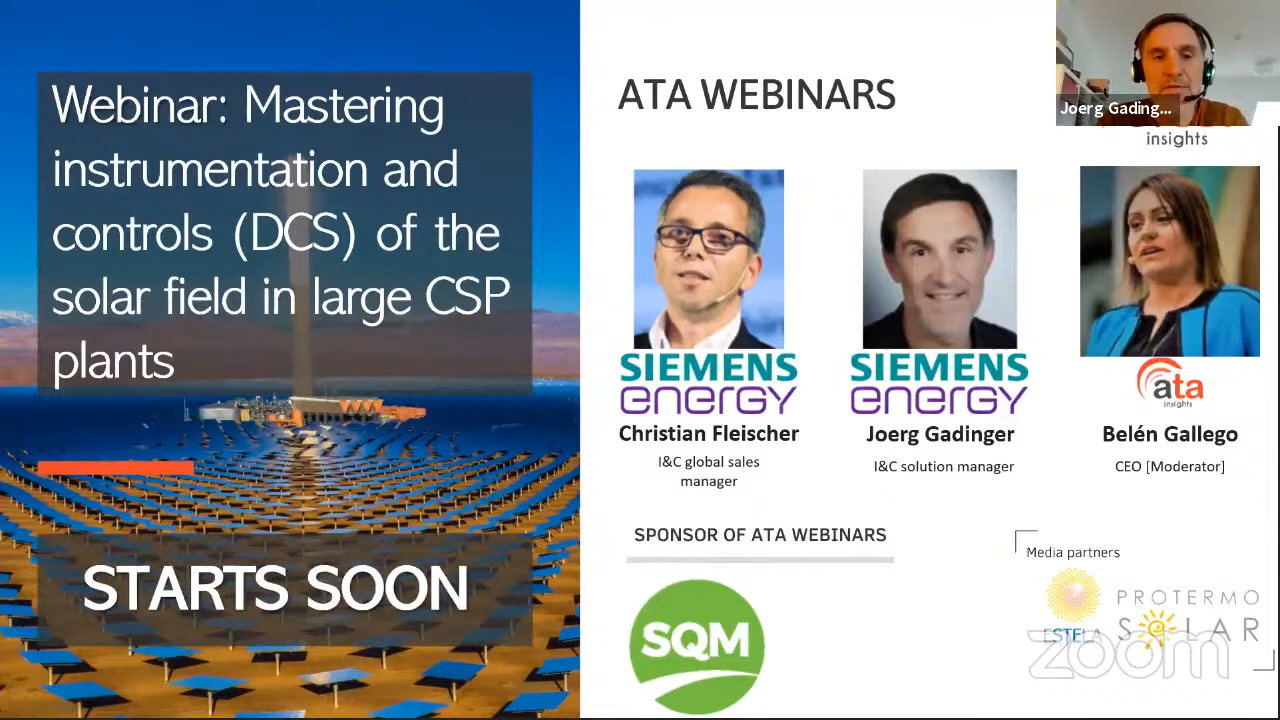 Webinar: Mastering
instrumentation and
controls (DCS) of the
solar field in large CSP
plants
STARTS SOON
ATA WEBINARS
Joerg Gading...
insights
SIEMENS
energy
Christian Fleischer
I&C global sales
manager
SIEMENS
energy
Joerg Gadinger
I&C solution manager
ata
insights
Belén Gallego
CEO [Moderator]
SPONSOR OF ATA WEBINARS
SQM
Media partners
ESTELA
PROTERMO
SOLAR
zoom